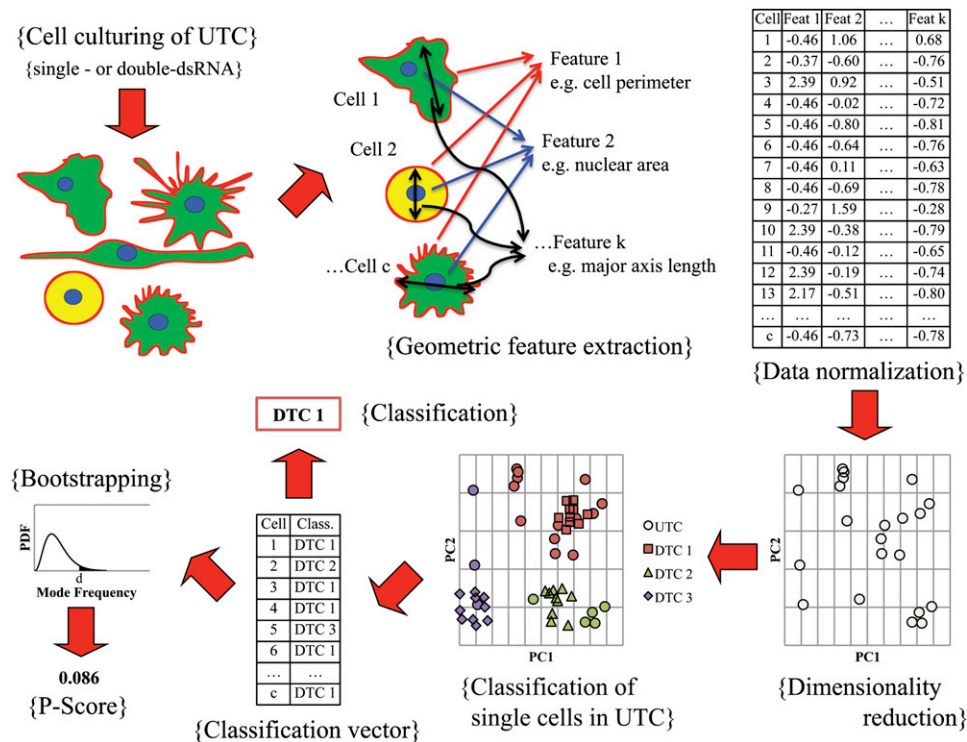 {Cell culturing of UTC}
{single - or double-dsRNA}
Cell 1
Cell 2
...Cell c
Feature 1
e.g. cell perimeter
Feature 2
e.g. nuclear area
...Feature k
e.g. major axis length
{Geometric feature extraction}
Cell Feat 1 Feat 2 ... Feat k
1 -0.46 1.06 ... 0.68
2 -0.37 -0.60 ... -0.76
3 2.39 0.92 ... -0.51
4 -0.46 -0.02 ... -0.72
5 -0.46 -0.80 ... -0.81
6 -0.46 -0.64 ... -0.76
7 -0.46 0.11 ... -0.63
8 -0.46 -0.69 ... -0.78
9 -0.27 1.59 ... -0.28
10 2.39 -0.38 ... -0.79
11 -0.46 -0.12 ... -0.65
12 2.39 -0.19 ... -0.74
13 2.17 -0.51 ... -0.80
... ... ... ... ...
c -0.46 -0.73 ... -0.78
{Data normalization}
PC2
PC1
{Dimensionality
reduction}
UTC
DTC 1
DTC 2
DTC 3
PC2
PC1
{Classification of
single cells in UTC}
DTC 1
{Classification}
Cell Class.
1 DTC 1
2 DTC 2
3 DTC 1
4 DTC 1
5 DTC 3
6 DTC 1
... ...
c DTC 1
{Classification vector}
{Bootstrapping}
PDF
d
Mode Frequency
0.086
{P-Score}